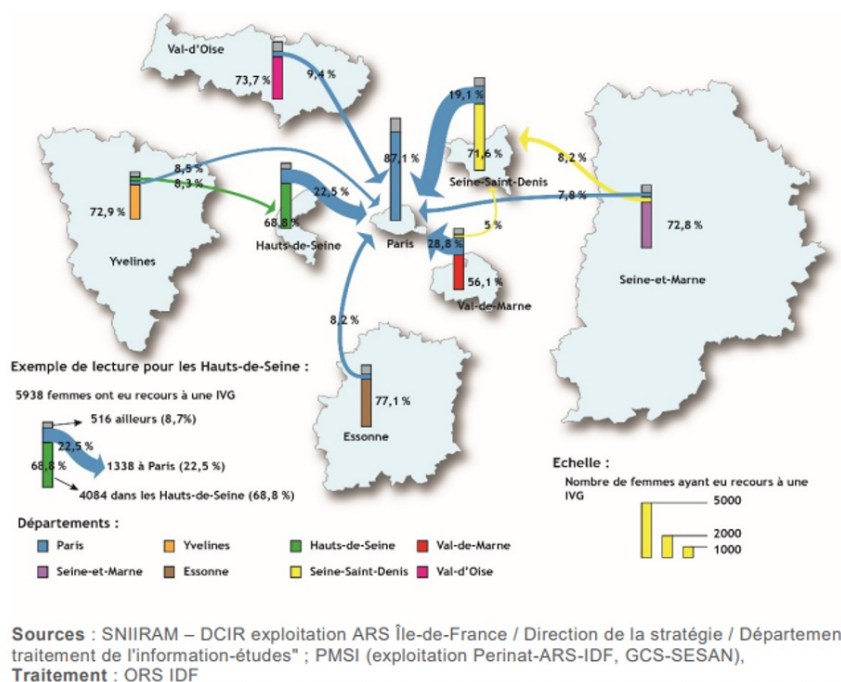 Val-d'Oise
73,7 %
9,4 %
19,1 %
87,1 %
71,6 %
8,2 %
Seine-Saint-Denis
8,5 %
8,3 %
22,5 %
7,8 %
72,9 %
68,8 %
5 %
72,8 %
Hauts-de-Seine
Paris
28,8 %
Yvelines
56,1 %
Seine-et-Marne
Val-de-Marne
8,2 %
Exemple de lecture pour les Hauts-de-Seine :
5938 femmes ont eu recours à une IVG
77,1 %
516 ailleurs (8,7%)
Essonne
22,5 %
68,8 %
1338 à Paris (22,5 %)
4084 dans les Hauts-de-Seine (68,8 %)
Echelle :
Nombre de femmes ayant eu recours à une
IVG
5000
2000
1000
Départements :
Paris Yvelines Hauts-de-Seine Val-de-Marne
Seine-et-Marne Essonne Seine-Saint-Denis Val-d'Oise
Sources : SNIIRAM – DCIR exploitation ARS Île-de-France / Direction de la stratégie / Départemen
traitement de l'information-études" ; PMSI (exploitation Perinat-ARS-IDF, GCS-SESAN),
Traitement : ORS IDF